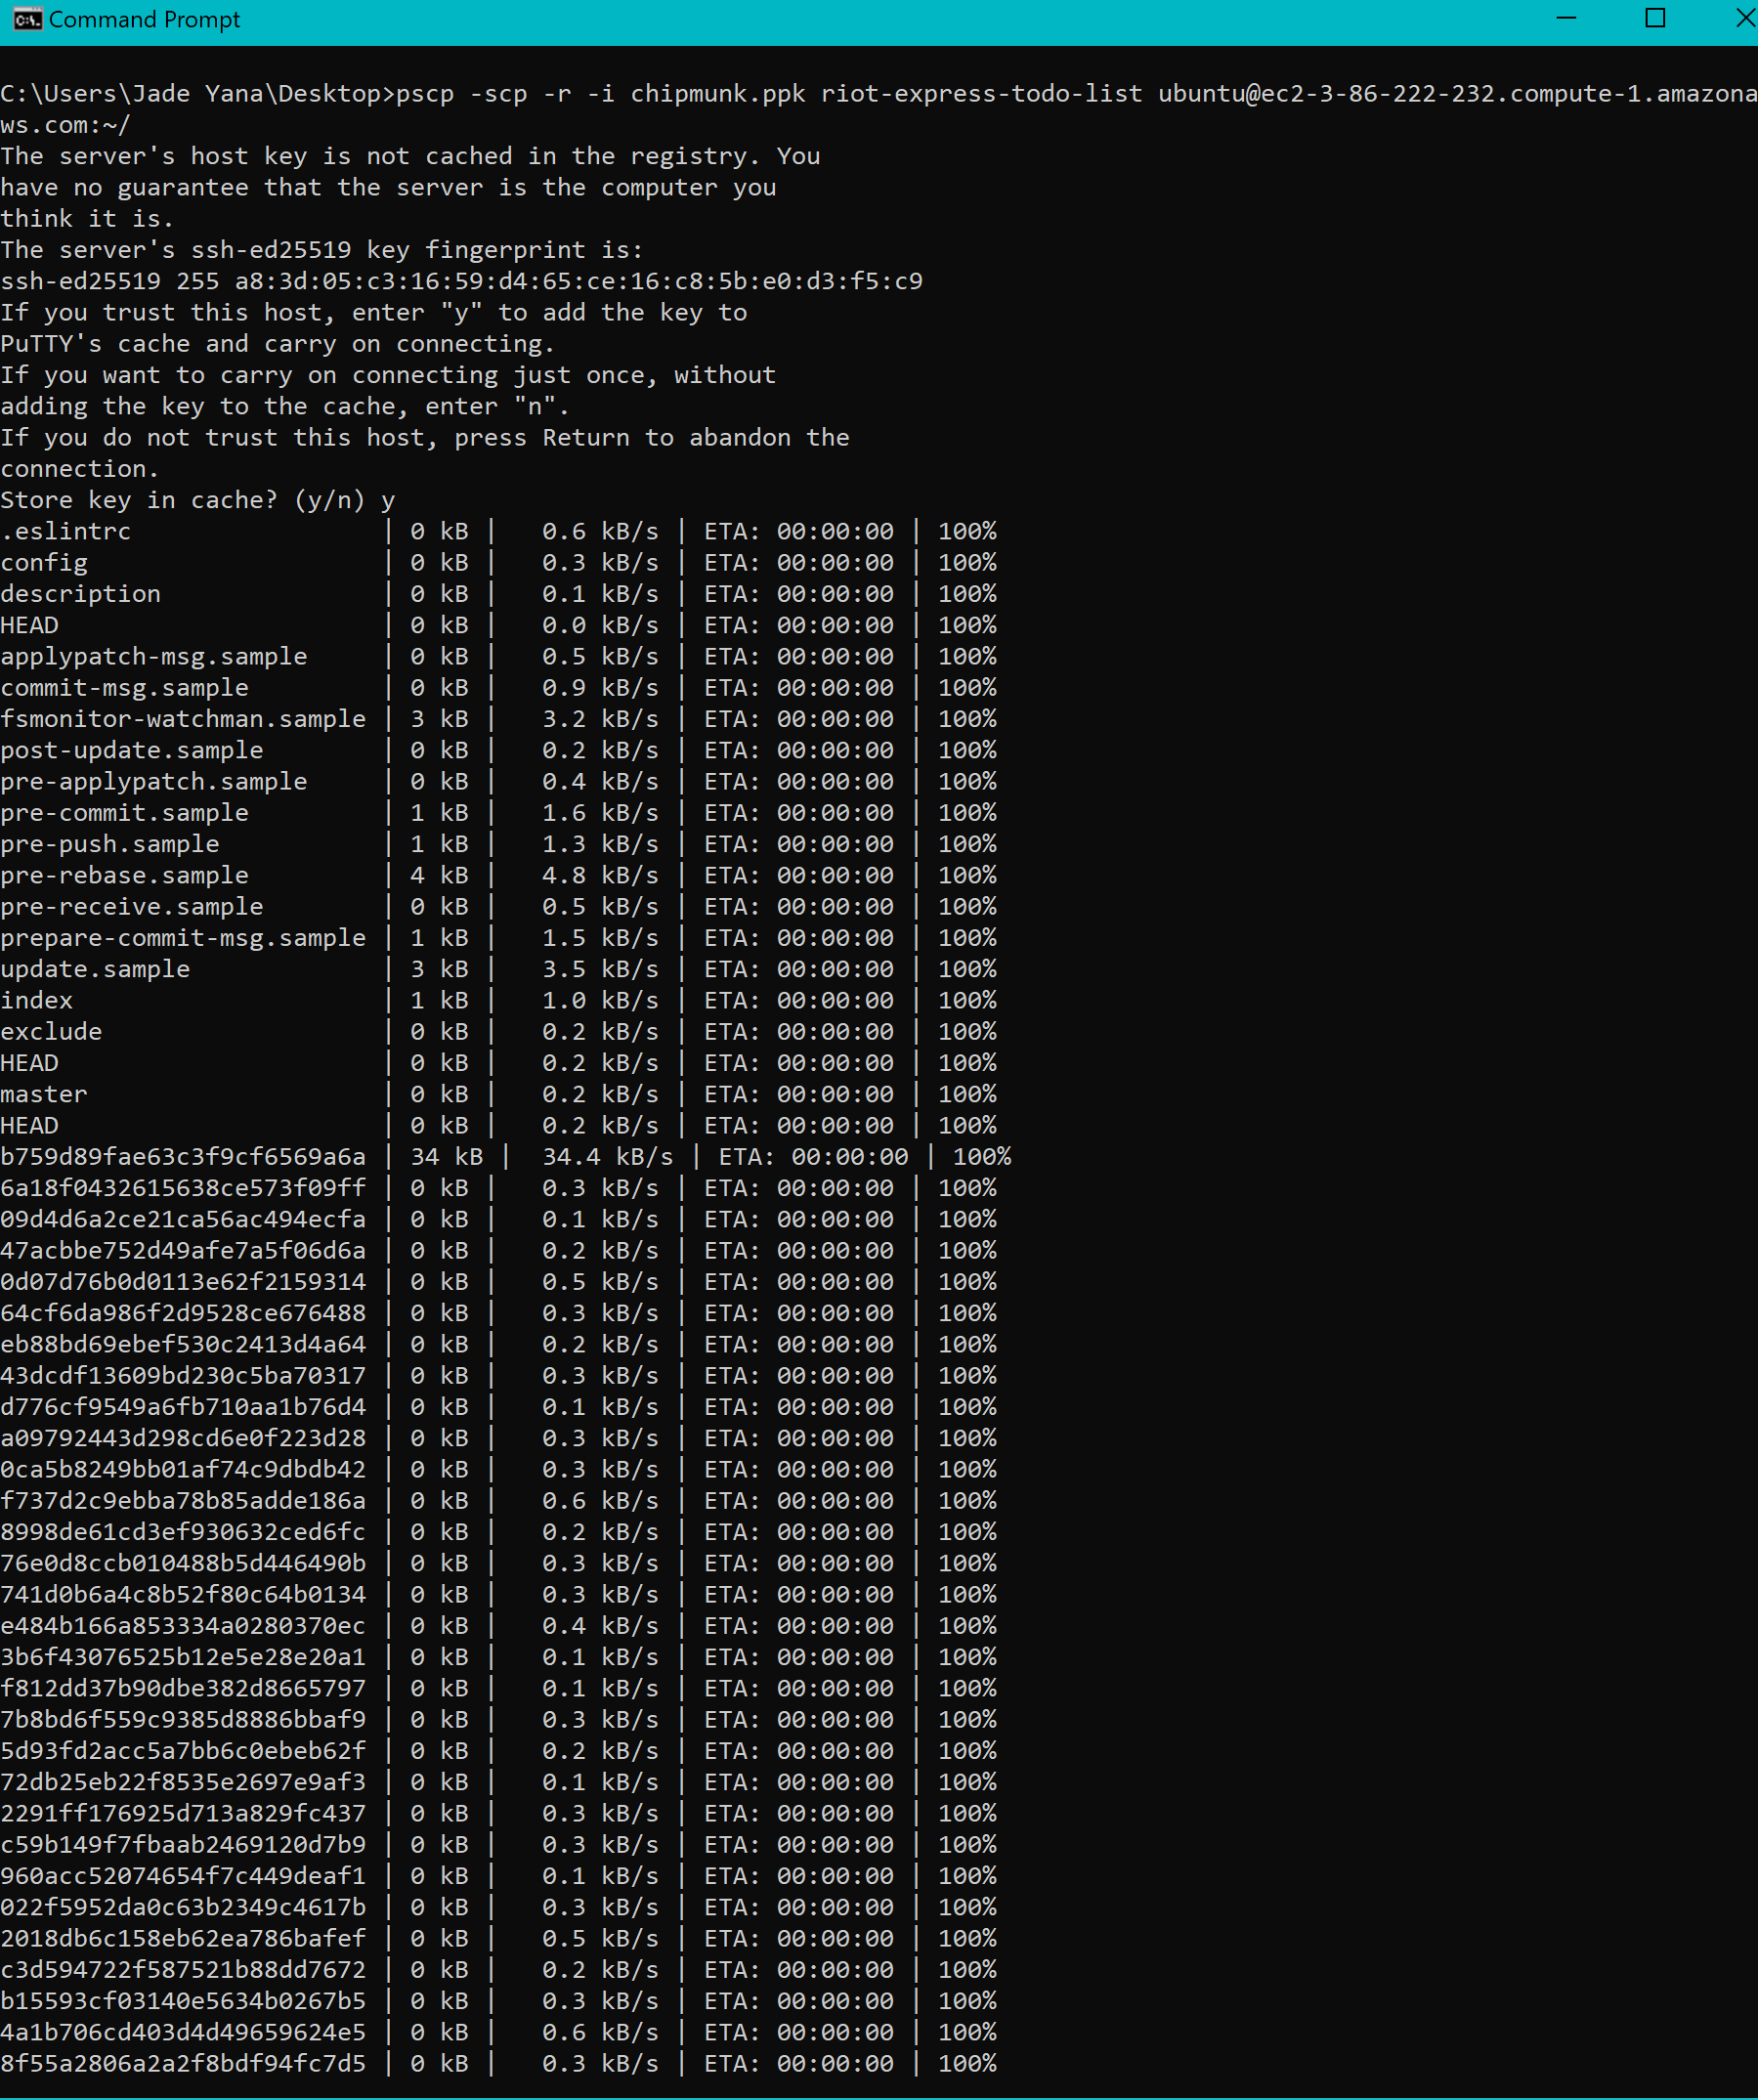 Command Prompt
C:\Users\Jade Yana\Desktop>pscp -scp -r -i chipmunk.ppk riot-express-todo-list ubuntu@ec2-3-86-222-232.compute-1.amazona
ws.com:~/
The server's host key is not cached in the registry. You
have no guarantee that the server is the computer you
think it is.
The server's ssh-ed25519 key fingerprint is:
ssh-ed25519 255 a8:3d:05:c3:16:59:d4:65:ce:16:c8:5b:e0:d3:f5:c9
If you trust this host, enter "y" to add the key to
PuTTY's cache and carry on connecting.
If you want to carry on connecting just once, without
adding the key to the cache, enter "n".
If you do not trust this host, press Return to abandon the
connection.
Store key in cache? (y/n) y
.eslintrc | 0 kB | 0.6 kB/s | ETA: 00:00:00 | 100%
config | 0 kB | 0.3 kB/s | ETA: 00:00:00 | 100%
description | 0 kB | 0.1 kB/s | ETA: 00:00:00 | 100%
HEAD | 0 kB | 0.0 kB/s | ETA: 00:00:00 | 100%
applypatch-msg.sample | 0 kB | 0.5 kB/s | ETA: 00:00:00 | 100%
commit-msg.sample | 0 kB | 0.9 kB/s | ETA: 00:00:00 | 100%
fsmonitor-watchman.sample | 3 kB | 3.2 kB/s | ETA: 00:00:00 | 100%
post-update.sample | 0 kB | 0.2 kB/s | ETA: 00:00:00 | 100%
pre-applypatch.sample | 0 kB | 0.4 kB/s | ETA: 00:00:00 | 100%
pre-commit.sample | 1 kB | 1.6 kB/s | ETA: 00:00:00 | 100%
pre-push.sample | 1 kB | 1.3 kB/s | ETA: 00:00:00 | 100%
pre-rebase.sample | 4 kB | 4.8 kB/s | ETA: 00:00:00 | 100%
pre-receive.sample | 0 kB | 0.5 kB/s | ETA: 00:00:00 | 100%
prepare-commit-msg.sample | 1 kB | 1.5 kB/s | ETA: 00:00:00 | 100%
update.sample | 3 kB | 3.5 kB/s | ETA: 00:00:00 | 100%
index | 1 kB | 1.0 kB/s | ETA: 00:00:00 | 100%
exclude | 0 kB | 0.2 kB/s | ETA: 00:00:00 | 100%
HEAD | 0 kB | 0.2 kB/s | ETA: 00:00:00 | 100%
master | 0 kB | 0.2 kB/s | ETA: 00:00:00 | 100%
HEAD | 0 kB | 0.2 kB/s | ETA: 00:00:00 | 100%
b759d89fae63c3f9cf6569a6a | 34 kB | 34.4 kB/s | ETA: 00:00:00 | 100%
6a18f0432615638ce573f09ff | 0 kB | 0.3 kB/s | ETA: 00:00:00 | 100%
09d4d6a2ce21ca56ac494ecfa | 0 kB | 0.1 kB/s | ETA: 00:00:00 | 100%
47acbbe752d49afe7a5f06d6a | 0 kB | 0.2 kB/s | ETA: 00:00:00 | 100%
0d07d76b0d0113e62f2159314 | 0 kB | 0.5 kB/s | ETA: 00:00:00 | 100%
64cf6da986f2d9528ce676488 | 0 kB | 0.3 kB/s | ETA: 00:00:00 | 100%
eb88bd69ebef530c2413d4a64 | 0 kB | 0.2 kB/s | ETA: 00:00:00 | 100%
43dcdf13609bd230c5ba70317 | 0 kB | 0.3 kB/s | ETA: 00:00:00 | 100%
d776cf9549a6fb710aa1b76d4 | 0 kB | 0.1 kB/s | ETA: 00:00:00 | 100%
a09792443d298cd6e0f223d28 | 0 kB | 0.3 kB/s | ETA: 00:00:00 | 100%
0ca5b8249bb01af74c9dbdb42 | 0 kB | 0.3 kB/s | ETA: 00:00:00 | 100%
f737d2c9ebba78b85adde186a | 0 kB | 0.6 kB/s | ETA: 00:00:00 | 100%
8998de61cd3ef930632ced6fc | 0 kB | 0.2 kB/s | ETA: 00:00:00 | 100%
76e0d8ccb010488b5d446490b | 0 kB | 0.3 kB/s | ETA: 00:00:00 | 100%
741d0b6a4c8b52f80c64b0134 | 0 kB | 0.3 kB/s | ETA: 00:00:00 | 100%
e484b166a853334a0280370ec | 0 kB | 0.4 kB/s | ETA: 00:00:00 | 100%
3b6f43076525b12e5e28e20a1 | 0 kB | 0.1 kB/s | ETA: 00:00:00 | 100%
f812dd37b90dbe382d8665797 | 0 kB | 0.1 kB/s | ETA: 00:00:00 | 100%
7b8bd6f559c9385d8886bbaf9 | 0 kB | 0.3 kB/s | ETA: 00:00:00 | 100%
5d93fd2acc5a7bb6c0ebeb62f | 0 kB | 0.2 kB/s | ETA: 00:00:00 | 100%
72db25eb22f8535e2697e9af3 | 0 kB | 0.1 kB/s | ETA: 00:00:00 | 100%
2291ff176925d713a829fc437 | 0 kB | 0.3 kB/s | ETA: 00:00:00 | 100%
c59b149f7fbaab2469120d7b9 | 0 kB | 0.3 kB/s | ETA: 00:00:00 | 100%
960acc52074654f7c449deaf1 | 0 kB | 0.1 kB/s | ETA: 00:00:00 | 100%
022f5952da0c63b2349c4617b | 0 kB | 0.3 kB/s | ETA: 00:00:00 | 100%
2018db6c158eb62ea786bafef | 0 kB | 0.5 kB/s | ETA: 00:00:00 | 100%
c3d594722f587521b88dd7672 | 0 kB | 0.2 kB/s | ETA: 00:00:00 | 100%
b15593cf03140e5634b0267b5 | 0 kB | 0.3 kB/s | ETA: 00:00:00 | 100%
4a1b706cd403d4d49659624e5 | 0 kB | 0.6 kB/s | ETA: 00:00:00 | 100%
8f55a2806a2a2f8bdf94fc7d5 | 0 kB | 0.3 kB/s | ETA: 00:00:00 | 100%